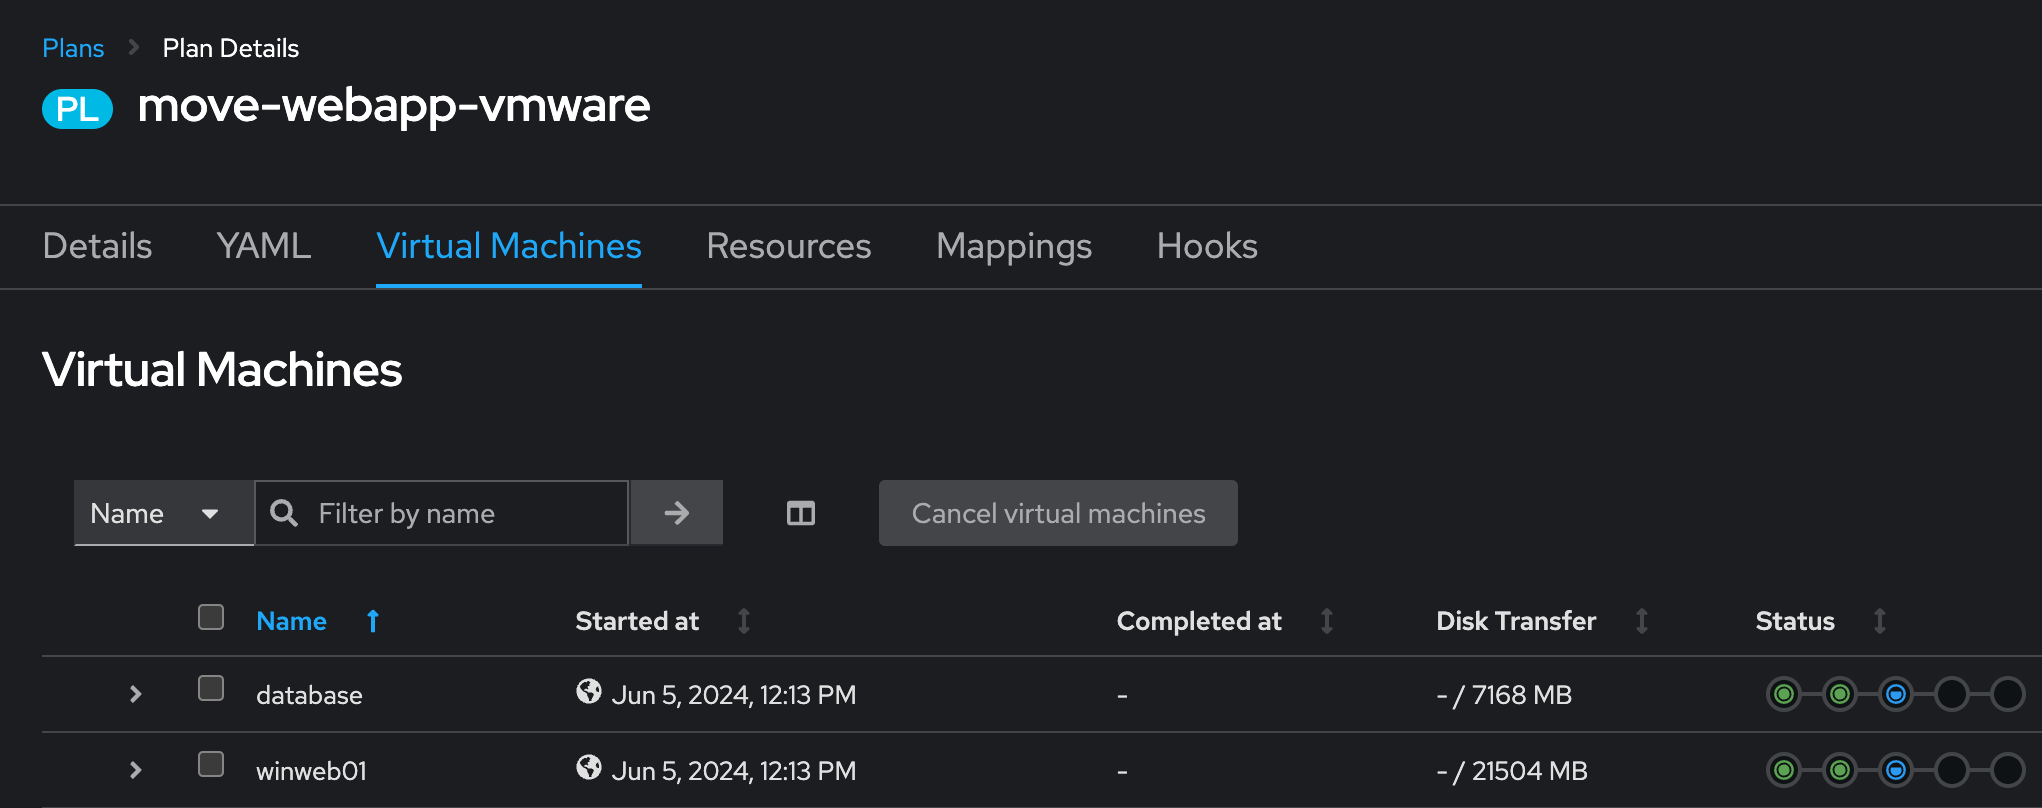 Plans Plan Details
PL move-webapp-vmware
Details YAML Virtual Machines Resources Mappings Hooks
Virtual Machines
Name Filter by name Cancel virtual machines
Name Started at Completed at Disk Transfer Status
database Jun 5, 2024, 12:13 PM - - / 7168 MB
winweb01 Jun 5, 2024, 12:13 PM - - / 21504 MB